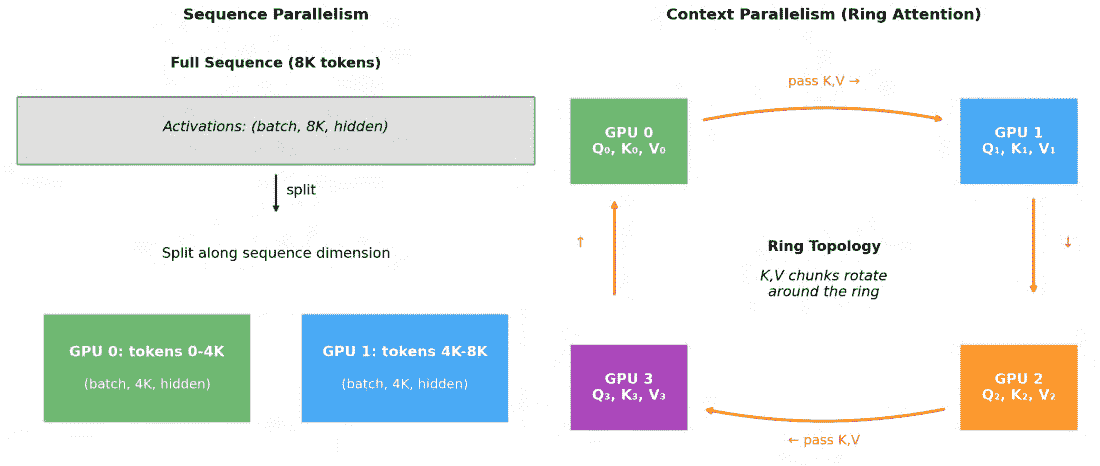 Sequence Parallelism
Full Sequence (8K tokens)
Activations: (batch, 8K, hidden)
split
Split along sequence dimension
GPU 0: tokens 0-4K
(batch, 4K, hidden)
GPU 1: tokens 4K-8K
(batch, 4K, hidden)
Context Parallelism (Ring Attention)
pass K,V →
GPU 0
Q₀, K₀, V₀
GPU 1
Q₁, K₁, V₁
↑
Ring Topology
K,V chunks rotate
around the ring
↓
GPU 3
Q₃, K₃, V₃
GPU 2
Q₂, K₂, V₂
← pass K,V